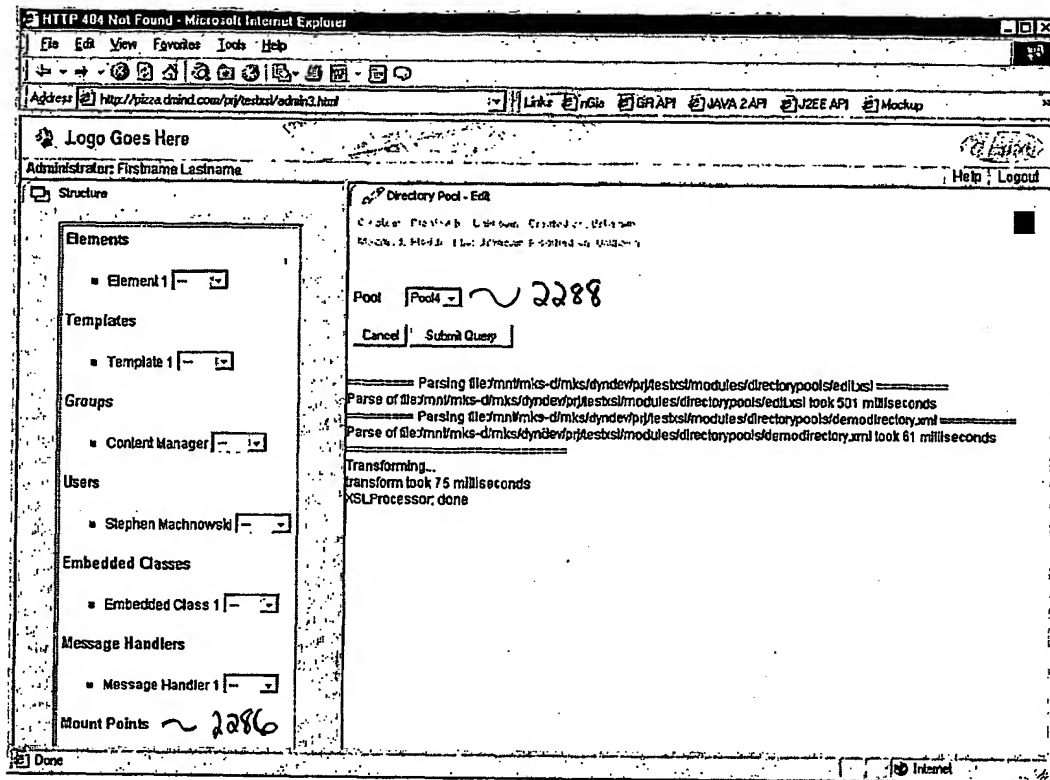 HTTP 404 Not Found - Microsoft Internet Explorer
File Edit View Favorites Tools Help
Address http://pizza.dmind.com/prj/testxsl/admin3.html Links nGia GR API JAVA 2 API J2EE API Mockup
Logo Goes Here
Administrator: Firstname Lastname Help Logout
Structure
Directory Pool - Edit
Elements
Element 1 --
Pool Pool4 ~ 2288
Templates
Cancel Submit Query
Template 1 --
======== Parsing file:/mnt/mks-d/mks/dyndev/prj/testxsl/modules/directorypools/edit.xsl ========
Parse of file:/mnt/mks-d/mks/dyndev/prj/testxsl/modules/directorypools/edit.xsl took 501 milliseconds
Groups
======== Parsing file:/mnt/mks-d/mks/dyndev/prj/testxsl/modules/directorypools/demodirectory.xml ========
Parse of file:/mnt/mks-d/mks/dyndev/prj/testxsl/modules/directorypools/demodirectory.xml took 61 milliseconds
Content Manager --
========================
Transforming...
transform took 75 milliseconds
XSLProcessor: done
Users
Stephen Machnowski --
Embedded Classes
Embedded Class 1 --
Message Handlers
Message Handler 1 --
Mount Points ~ 2286
Done Internet